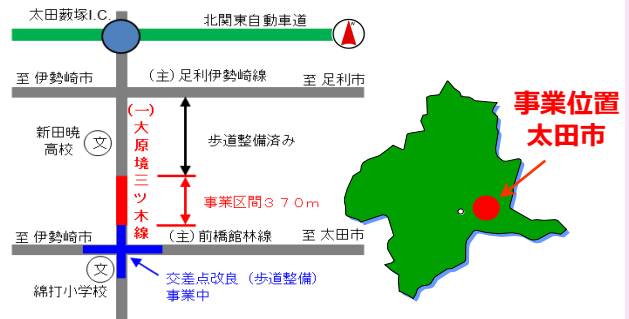 太田薮塚I.C.
北関東自動車道
至 伊勢崎市
(主)足利伊勢崎線
至 足利市
新田暁
高校
文
(一)大原境三ツ木線
歩道整備済み
事業区間370m
至 伊勢崎市
(主)前橋館林線
至 太田市
文
綿打小学校
交差点改良(歩道整備)
事業中
事業位置
太田市